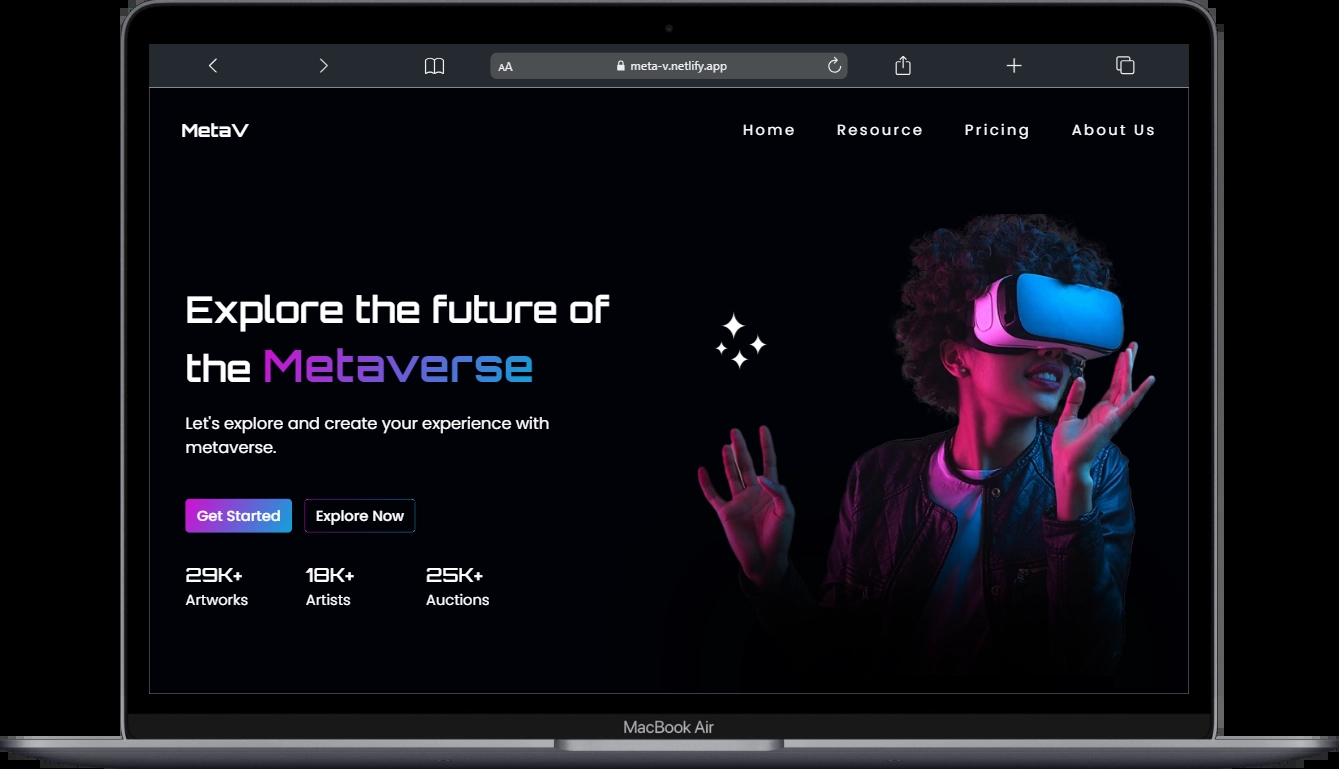 AA meta-v.netlify.app
MetaV
Home Resource Pricing About Us
Explore the future of
the Metaverse
Let's explore and create your experience with
metaverse.
Get Started Explore Now
29K+ 18K+ 25K+
Artworks Artists Auctions
MacBook Air